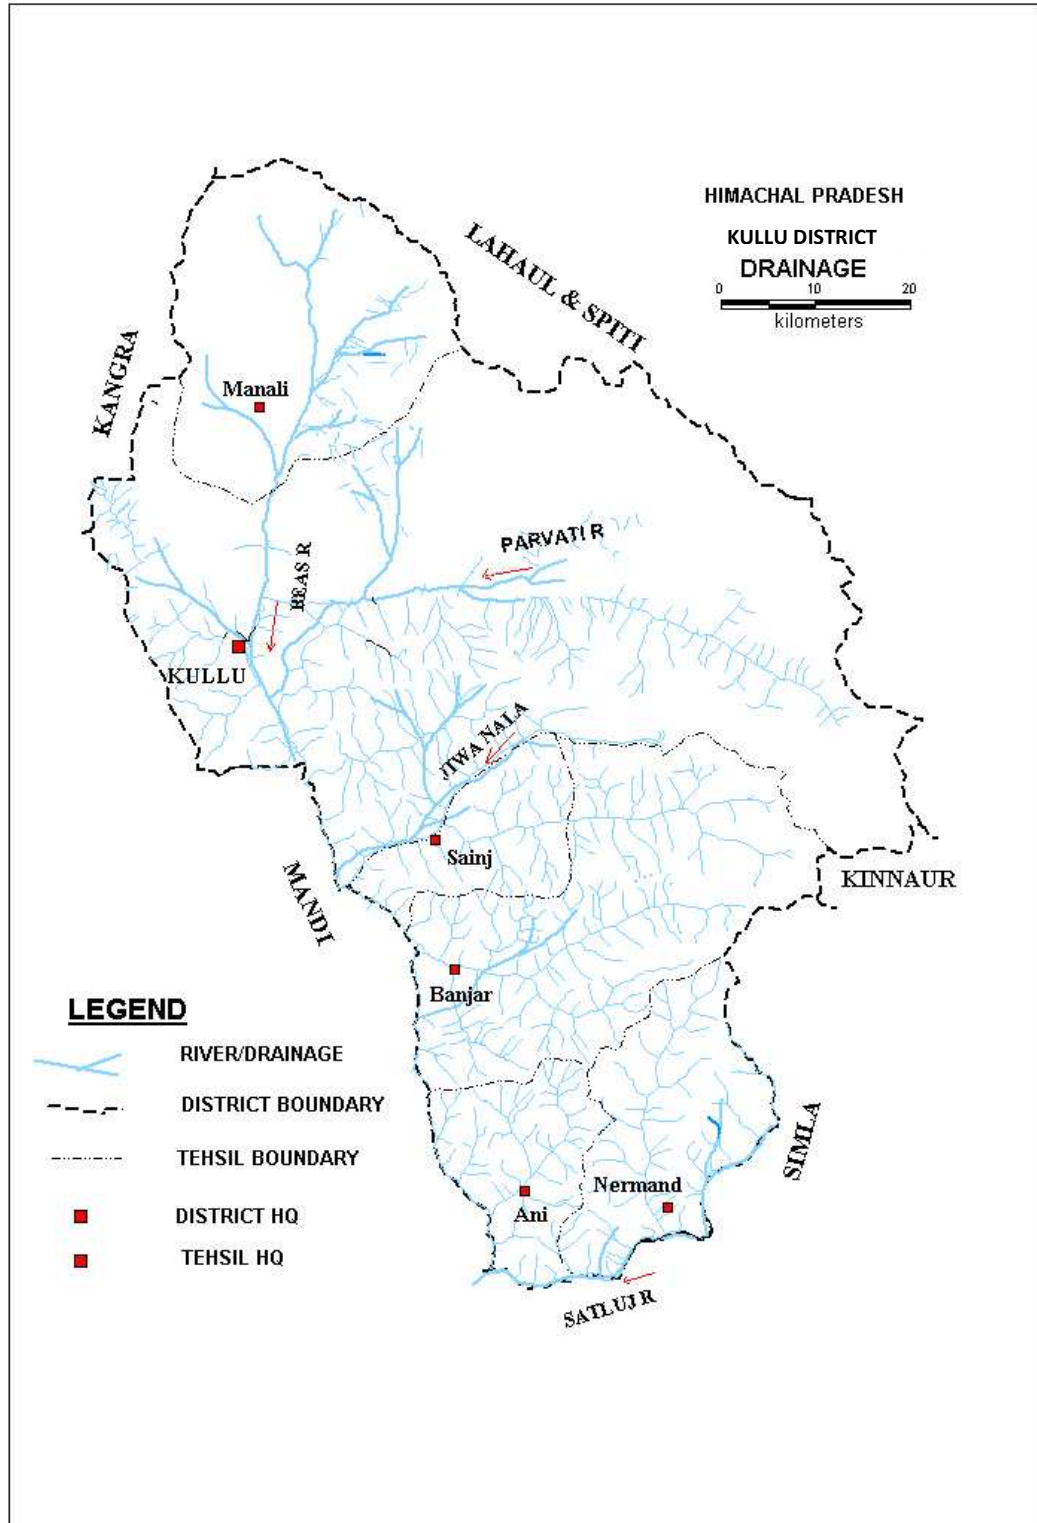 HIMACHAL PRADESH
KULLU DISTRICT
DRAINAGE
0 10 20
kilometers
LAHAUL & SPITI
KANGRA
Manali
PARVATI R
BEAS R
KULLU
JIWA NALA
Sainj
KINNAUR
MANDI
Banjar
LEGEND
RIVER/DRAINAGE
DISTRICT BOUNDARY
TEHSIL BOUNDARY
DISTRICT HQ
TEHSIL HQ
SIMLA
Nermand
Ani
SATLUJ R